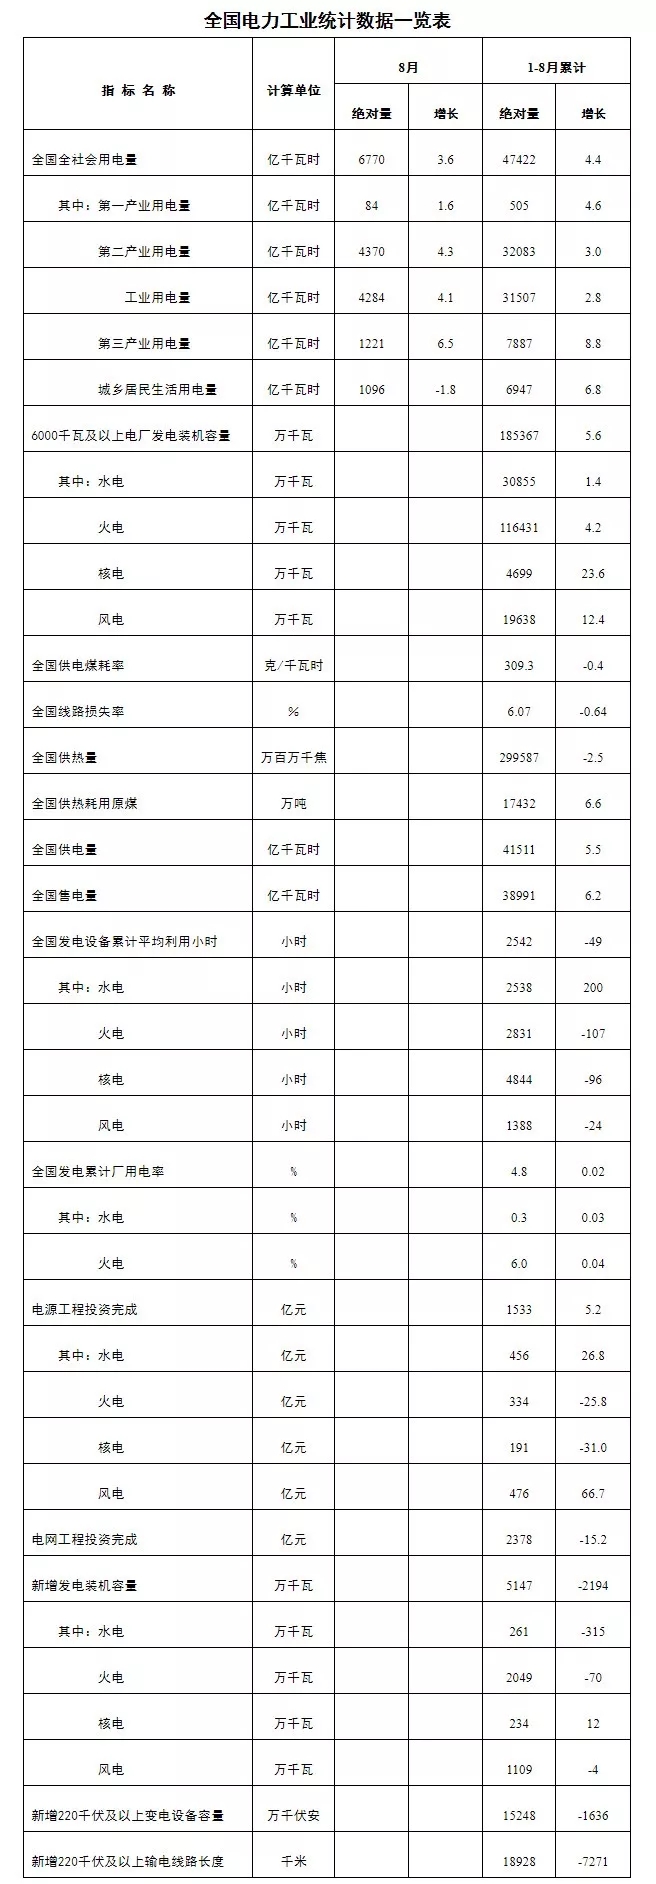 全国电力工业统计数据一览表
指 标 名 称 计算单位 8月 1-8月累计
绝对量 增长 绝对量 增长
全国全社会用电量 亿千瓦时 6770 3.6 47422 4.4
其中：第一产业用电量 亿千瓦时 84 1.6 505 4.6
第二产业用电量 亿千瓦时 4370 4.3 32083 3.0
工业用电量 亿千瓦时 4284 4.1 31507 2.8
第三产业用电量 亿千瓦时 1221 6.5 7887 8.8
城乡居民生活用电量 亿千瓦时 1096 -1.8 6947 6.8
6000千瓦及以上电厂发电装机容量 万千瓦 185367 5.6
其中：水电 万千瓦 30855 1.4
火电 万千瓦 116431 4.2
核电 万千瓦 4699 23.6
风电 万千瓦 19638 12.4
全国供电煤耗率 克/千瓦时 309.3 -0.4
全国线路损失率 % 6.07 -0.64
全国供热量 万百万千焦 299587 -2.5
全国供热耗用原煤 万吨 17432 6.6
全国供电量 亿千瓦时 41511 5.5
全国售电量 亿千瓦时 38991 6.2
全国发电设备累计平均利用小时 小时 2542 -49
其中：水电 小时 2538 200
火电 小时 2831 -107
核电 小时 4844 -96
风电 小时 1388 -24
全国发电累计厂用电率 % 4.8 0.02
其中：水电 % 0.3 0.03
火电 % 6.0 0.04
电源工程投资完成 亿元 1533 5.2
其中：水电 亿元 456 26.8
火电 亿元 334 -25.8
核电 亿元 191 -31.0
风电 亿元 476 66.7
电网工程投资完成 亿元 2378 -15.2
新增发电装机容量 万千瓦 5147 -2194
其中：水电 万千瓦 261 -315
火电 万千瓦 2049 -70
核电 万千瓦 234 12
风电 万千瓦 1109 -4
新增220千伏及以上变电设备容量 万千伏安 15248 -1636
新增220千伏及以上输电线路长度 千米 18928 -7271